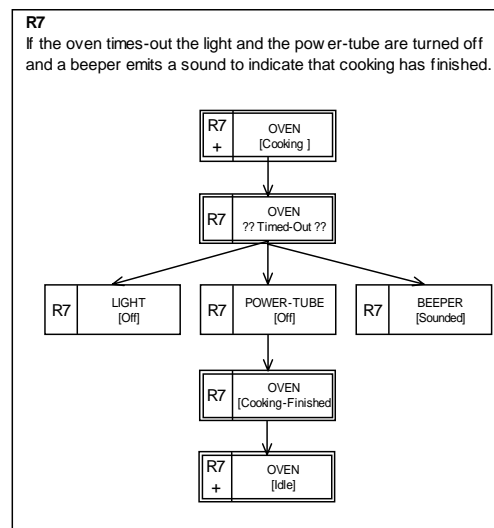 R7
If the oven times-out the light and the power-tube are turned off
and a beeper emits a sound to indicate that cooking has finished.
R7
+
OVEN
[Cooking ]
R7
OVEN
?? Timed-Out ??
R7
LIGHT
[Off]
R7
POWER-TUBE
[Off]
R7
BEEPER
[Sounded]
R7
OVEN
[Cooking-Finished
R7
+
OVEN
[Idle]